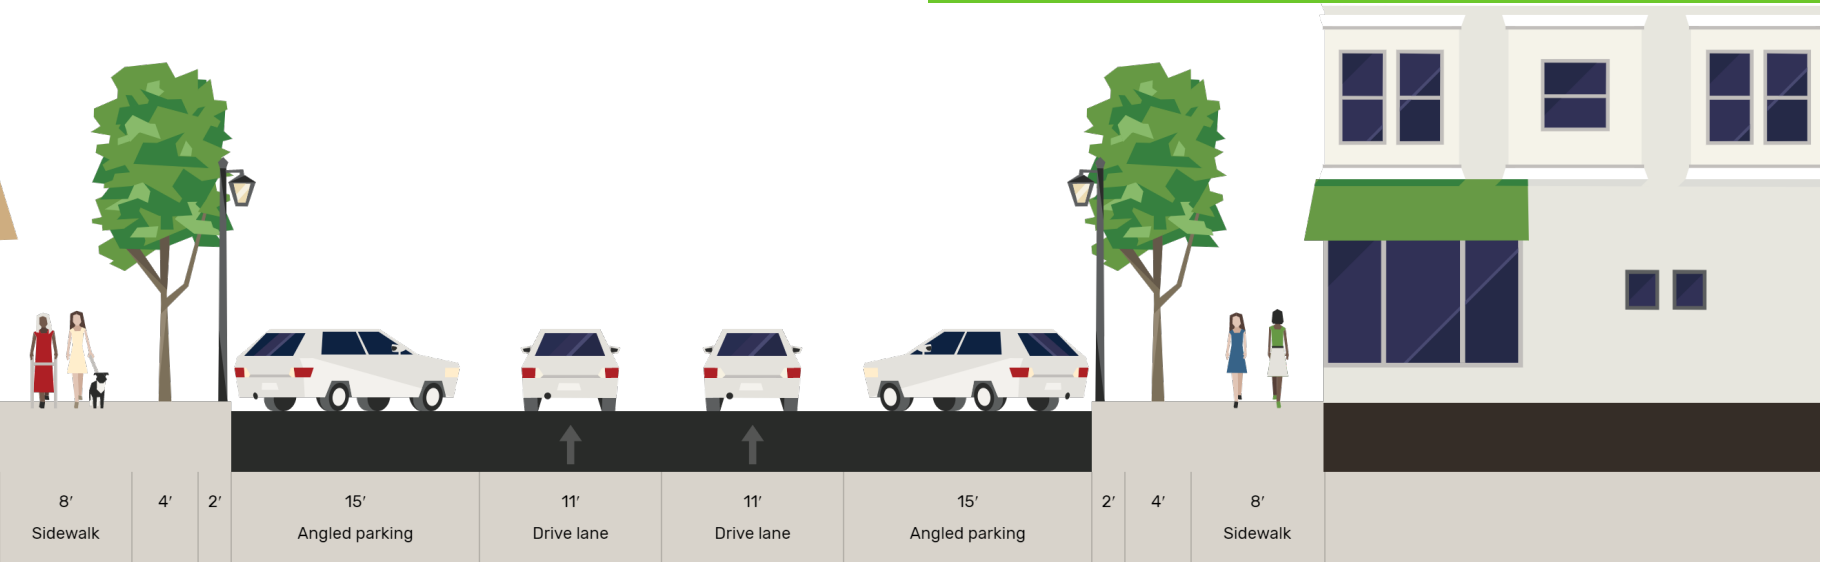 8′ 4′ 2′ 15′ 11′ 11′ 15′ 2′ 4′ 8′
Sidewalk Angled parking Drive lane Drive lane Angled parking Sidewalk